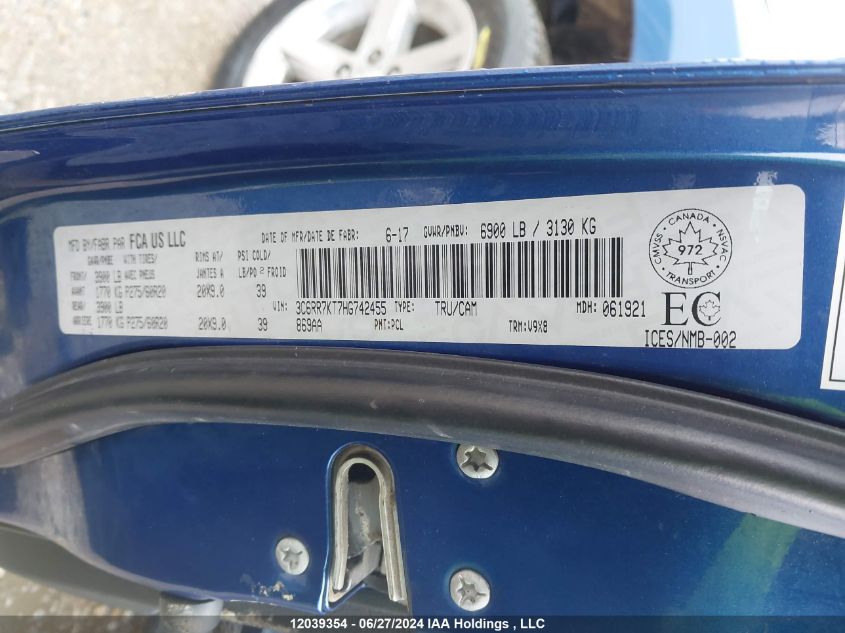 MFD BY/FABR PAR FCA US LLC
DATE OF MFR/DATE DE FABR: 6-17 GVWR/PNBV: 6900 LB / 3130 KG
GAWR/PNBE WITH TIRES/ RIMS AT/ PSI COLD/
FRONT/ 3900 LB AVEC PNEUS JANTES A LB/PO² FROID
AVANT 1770 KG P275/60R20 20X9.0 39
REAR/ 3900 LB
ARRIERE 1770 KG P275/60R20 20X9.0 39
VIN: 3C6RR7KT7HG742455 TYPE: TRU/CAM MDH: 061921
869AA PNT:PCL TRM:V9X8
CANADA
CMVSS 972 NSVAC
TRANSPORT
EC
ICES/NMB-002
12039354 - 06/27/2024 IAA Holdings , LLC